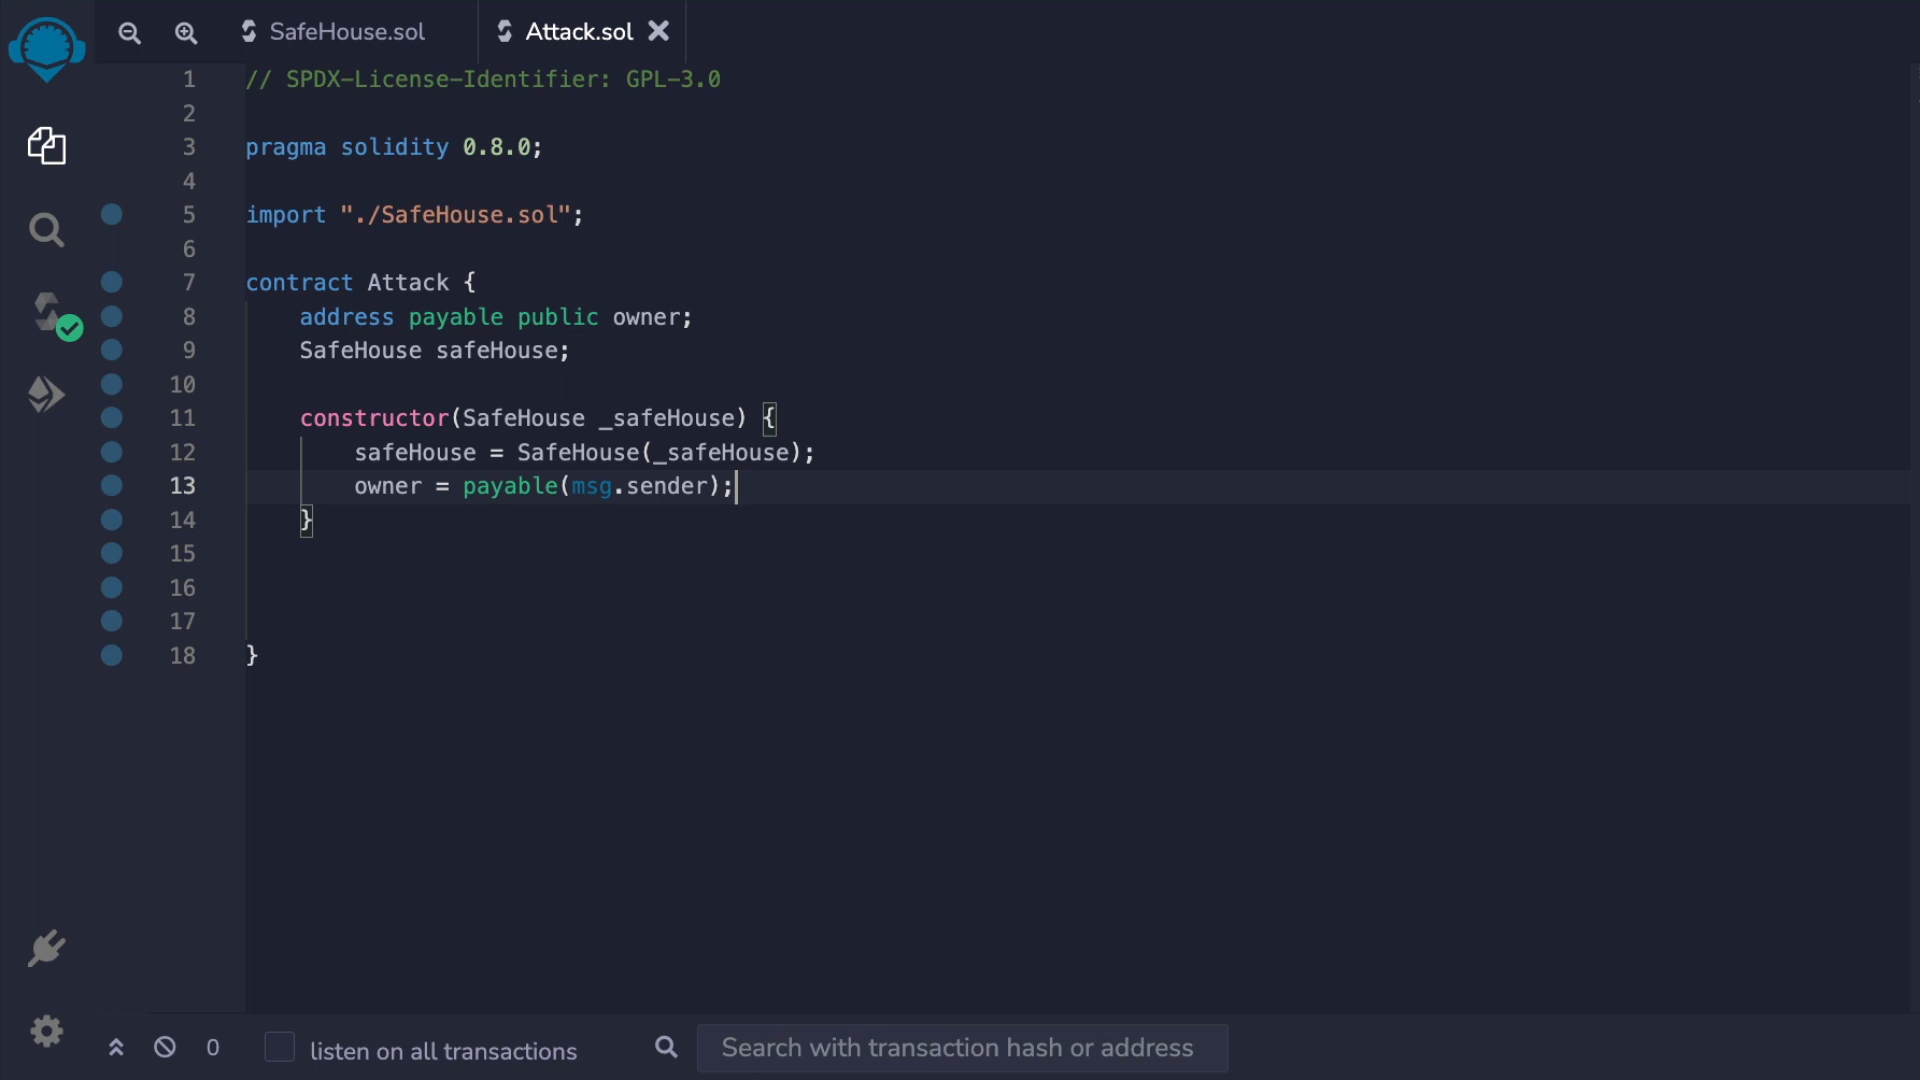 SafeHouse.sol
Attack.sol
1 // SPDX-License-Identifier: GPL-3.0
2
3 pragma solidity 0.8.0;
4
5 import "./SafeHouse.sol";
6
7 contract Attack {
8     address payable public owner;
9     SafeHouse safeHouse;
10
11     constructor(SafeHouse _safeHouse) {
12         safeHouse = SafeHouse(_safeHouse);
13         owner = payable(msg.sender);
14     }
15
16
17
18 }
0
listen on all transactions
Search with transaction hash or address